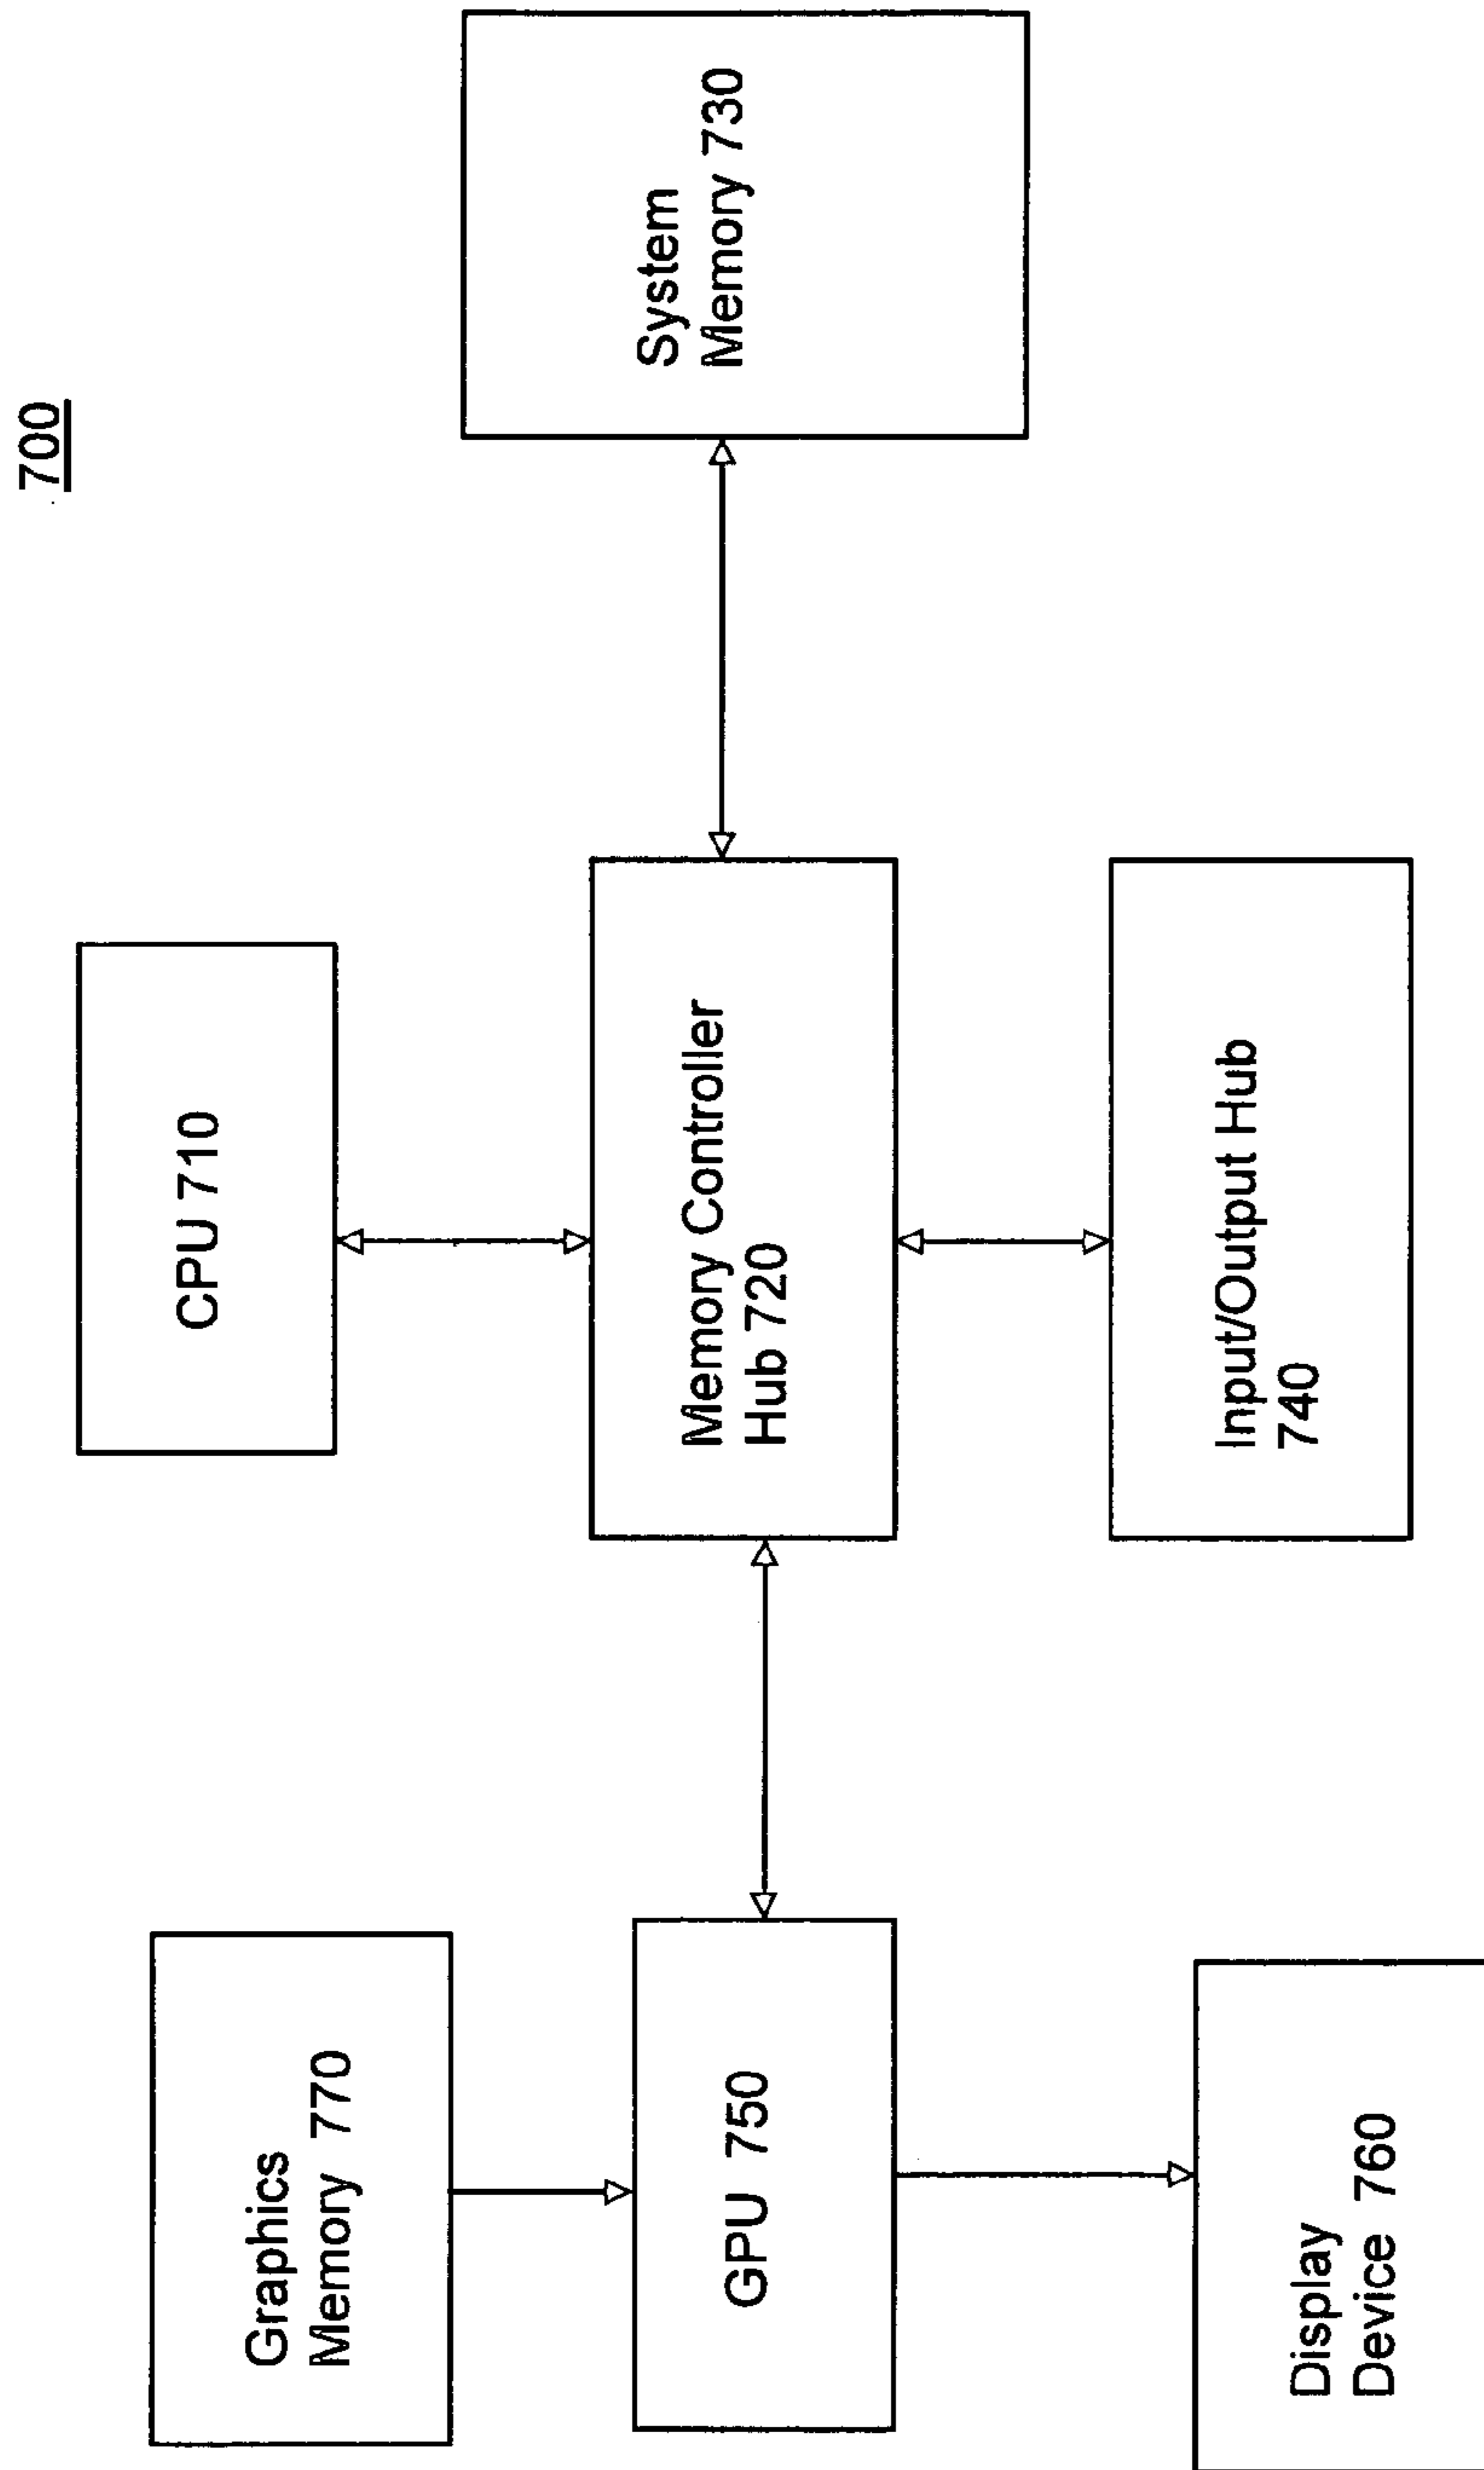 700
Graphics
Memory 770
CPU 710
GPU 750
Memory Controller
Hub 720
System
Memory 730
Display
Device 760
Input/Output Hub
740